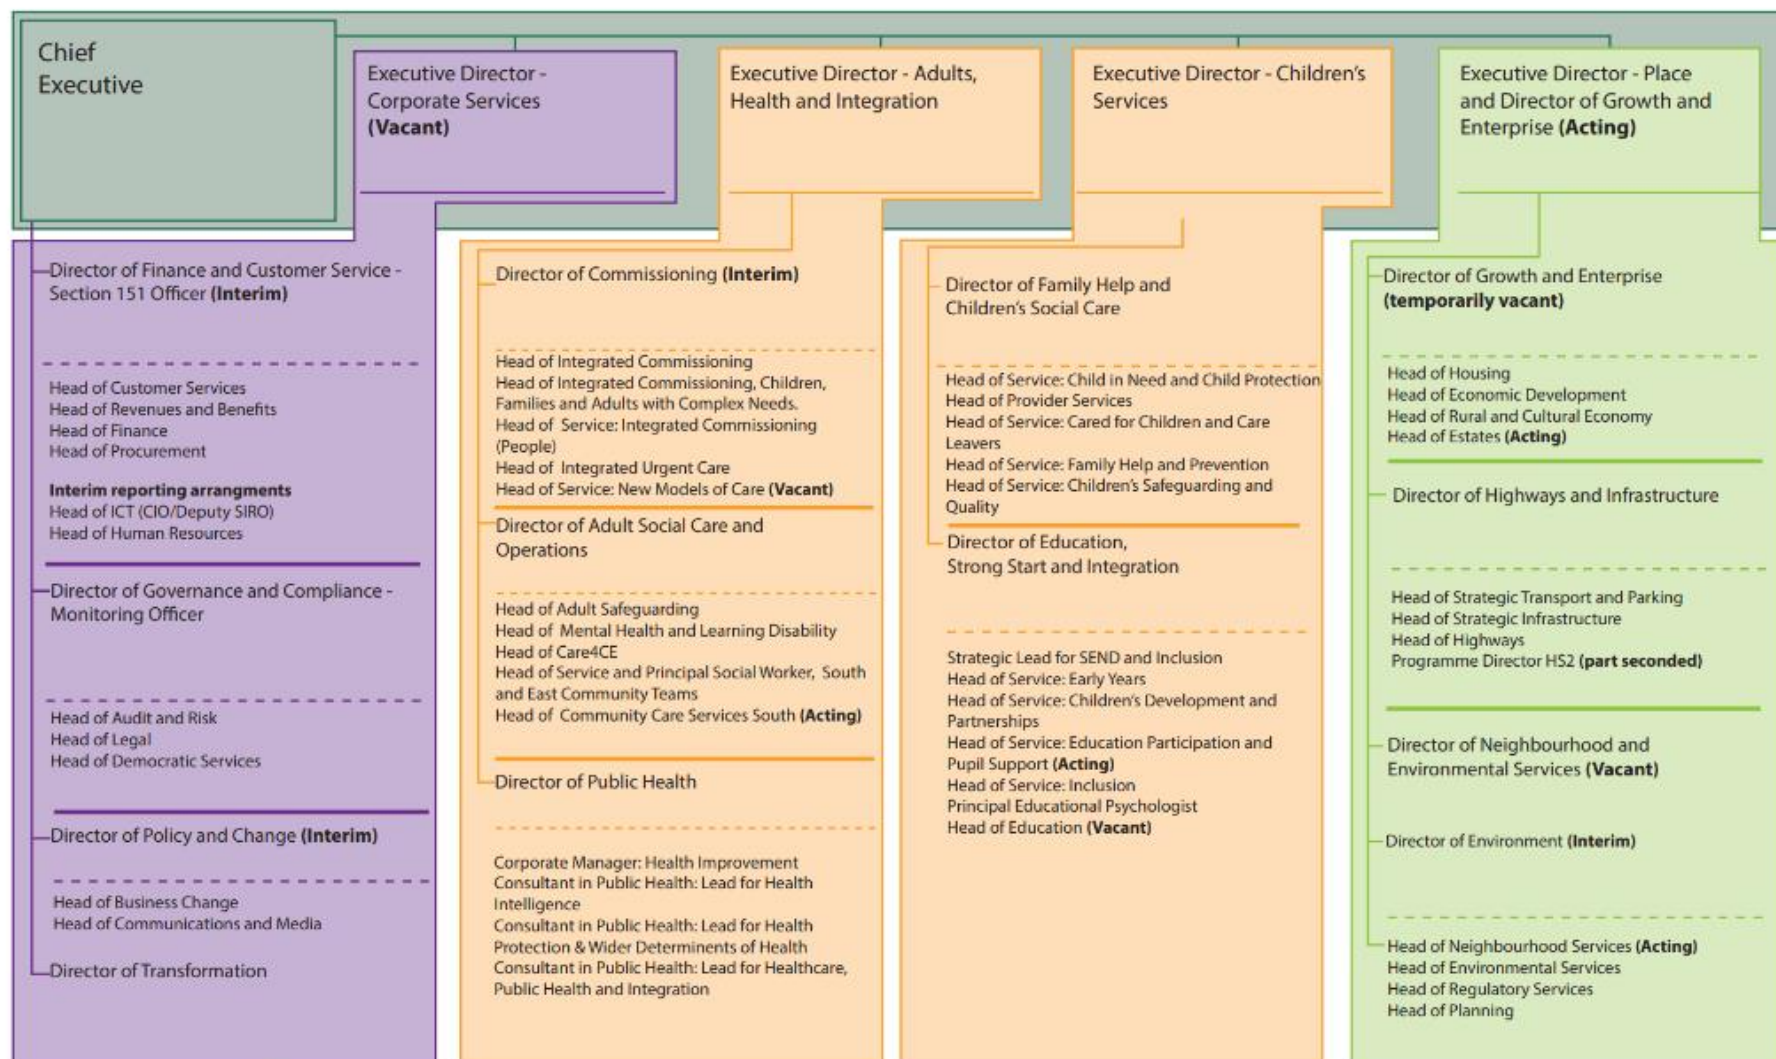 Chief
Executive
Executive Director -
Corporate Services
(Vacant)
Executive Director - Adults,
Health and Integration
Executive Director - Children's
Services
Executive Director - Place
and Director of Growth and
Enterprise (Acting)
Director of Finance and Customer Service -
Section 151 Officer (Interim)
Head of Customer Services
Head of Revenues and Benefits
Head of Finance
Head of Procurement
Interim reporting arrangments
Head of ICT (CIO/Deputy SIRO)
Head of Human Resources
Director of Governance and Compliance -
Monitoring Officer
Head of Audit and Risk
Head of Legal
Head of Democratic Services
Director of Policy and Change (Interim)
Head of Business Change
Head of Communications and Media
Director of Transformation
Director of Commissioning (Interim)
Head of Integrated Commissioning
Head of Integrated Commissioning, Children,
Families and Adults with Complex Needs.
Head of Service: Integrated Commissioning
(People)
Head of Integrated Urgent Care
Head of Service: New Models of Care (Vacant)
Director of Adult Social Care and
Operations
Head of Adult Safeguarding
Head of Mental Health and Learning Disability
Head of Care4CE
Head of Service and Principal Social Worker, South
and East Community Teams
Head of Community Care Services South (Acting)
Director of Public Health
Corporate Manager: Health Improvement
Consultant in Public Health: Lead for Health
Intelligence
Consultant in Public Health: Lead for Health
Protection & Wider Determinents of Health
Consultant in Public Health: Lead for Healthcare,
Public Health and Integration
Director of Family Help and
Children's Social Care
Head of Service: Child in Need and Child Protection
Head of Provider Services
Head of Service: Cared for Children and Care
Leavers
Head of Service: Family Help and Prevention
Head of Service: Children's Safeguarding and
Quality
Director of Education,
Strong Start and Integration
Strategic Lead for SEND and Inclusion
Head of Service: Early Years
Head of Service: Children's Development and
Partnerships
Head of Service: Education Participation and
Pupil Support (Acting)
Head of Service: Inclusion
Principal Educational Psychologist
Head of Education (Vacant)
Director of Growth and Enterprise
(temporarily vacant)
Head of Housing
Head of Economic Development
Head of Rural and Cultural Economy
Head of Estates (Acting)
Director of Highways and Infrastructure
Head of Strategic Transport and Parking
Head of Strategic Infrastructure
Head of Highways
Programme Director HS2 (part seconded)
Director of Neighbourhood and
Environmental Services (Vacant)
Director of Environment (Interim)
Head of Neighbourhood Services (Acting)
Head of Environmental Services
Head of Regulatory Services
Head of Planning